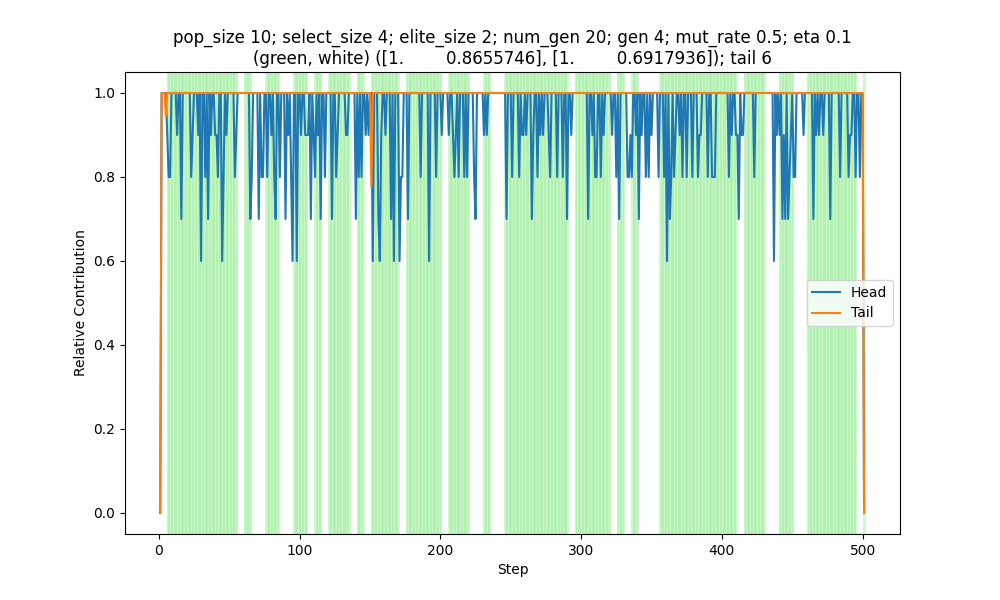 pop_size 10; select_size 4; elite_size 2; num_gen 20; gen 4; mut_rate 0.5; eta 0.1
(green, white) ([1.         0.8655746], [1.         0.6917936]); tail 6
1.0
0.8
0.6
0.4
0.2
0.0
Relative Contribution
Head
Tail
0
100
200
300
400
500
Step